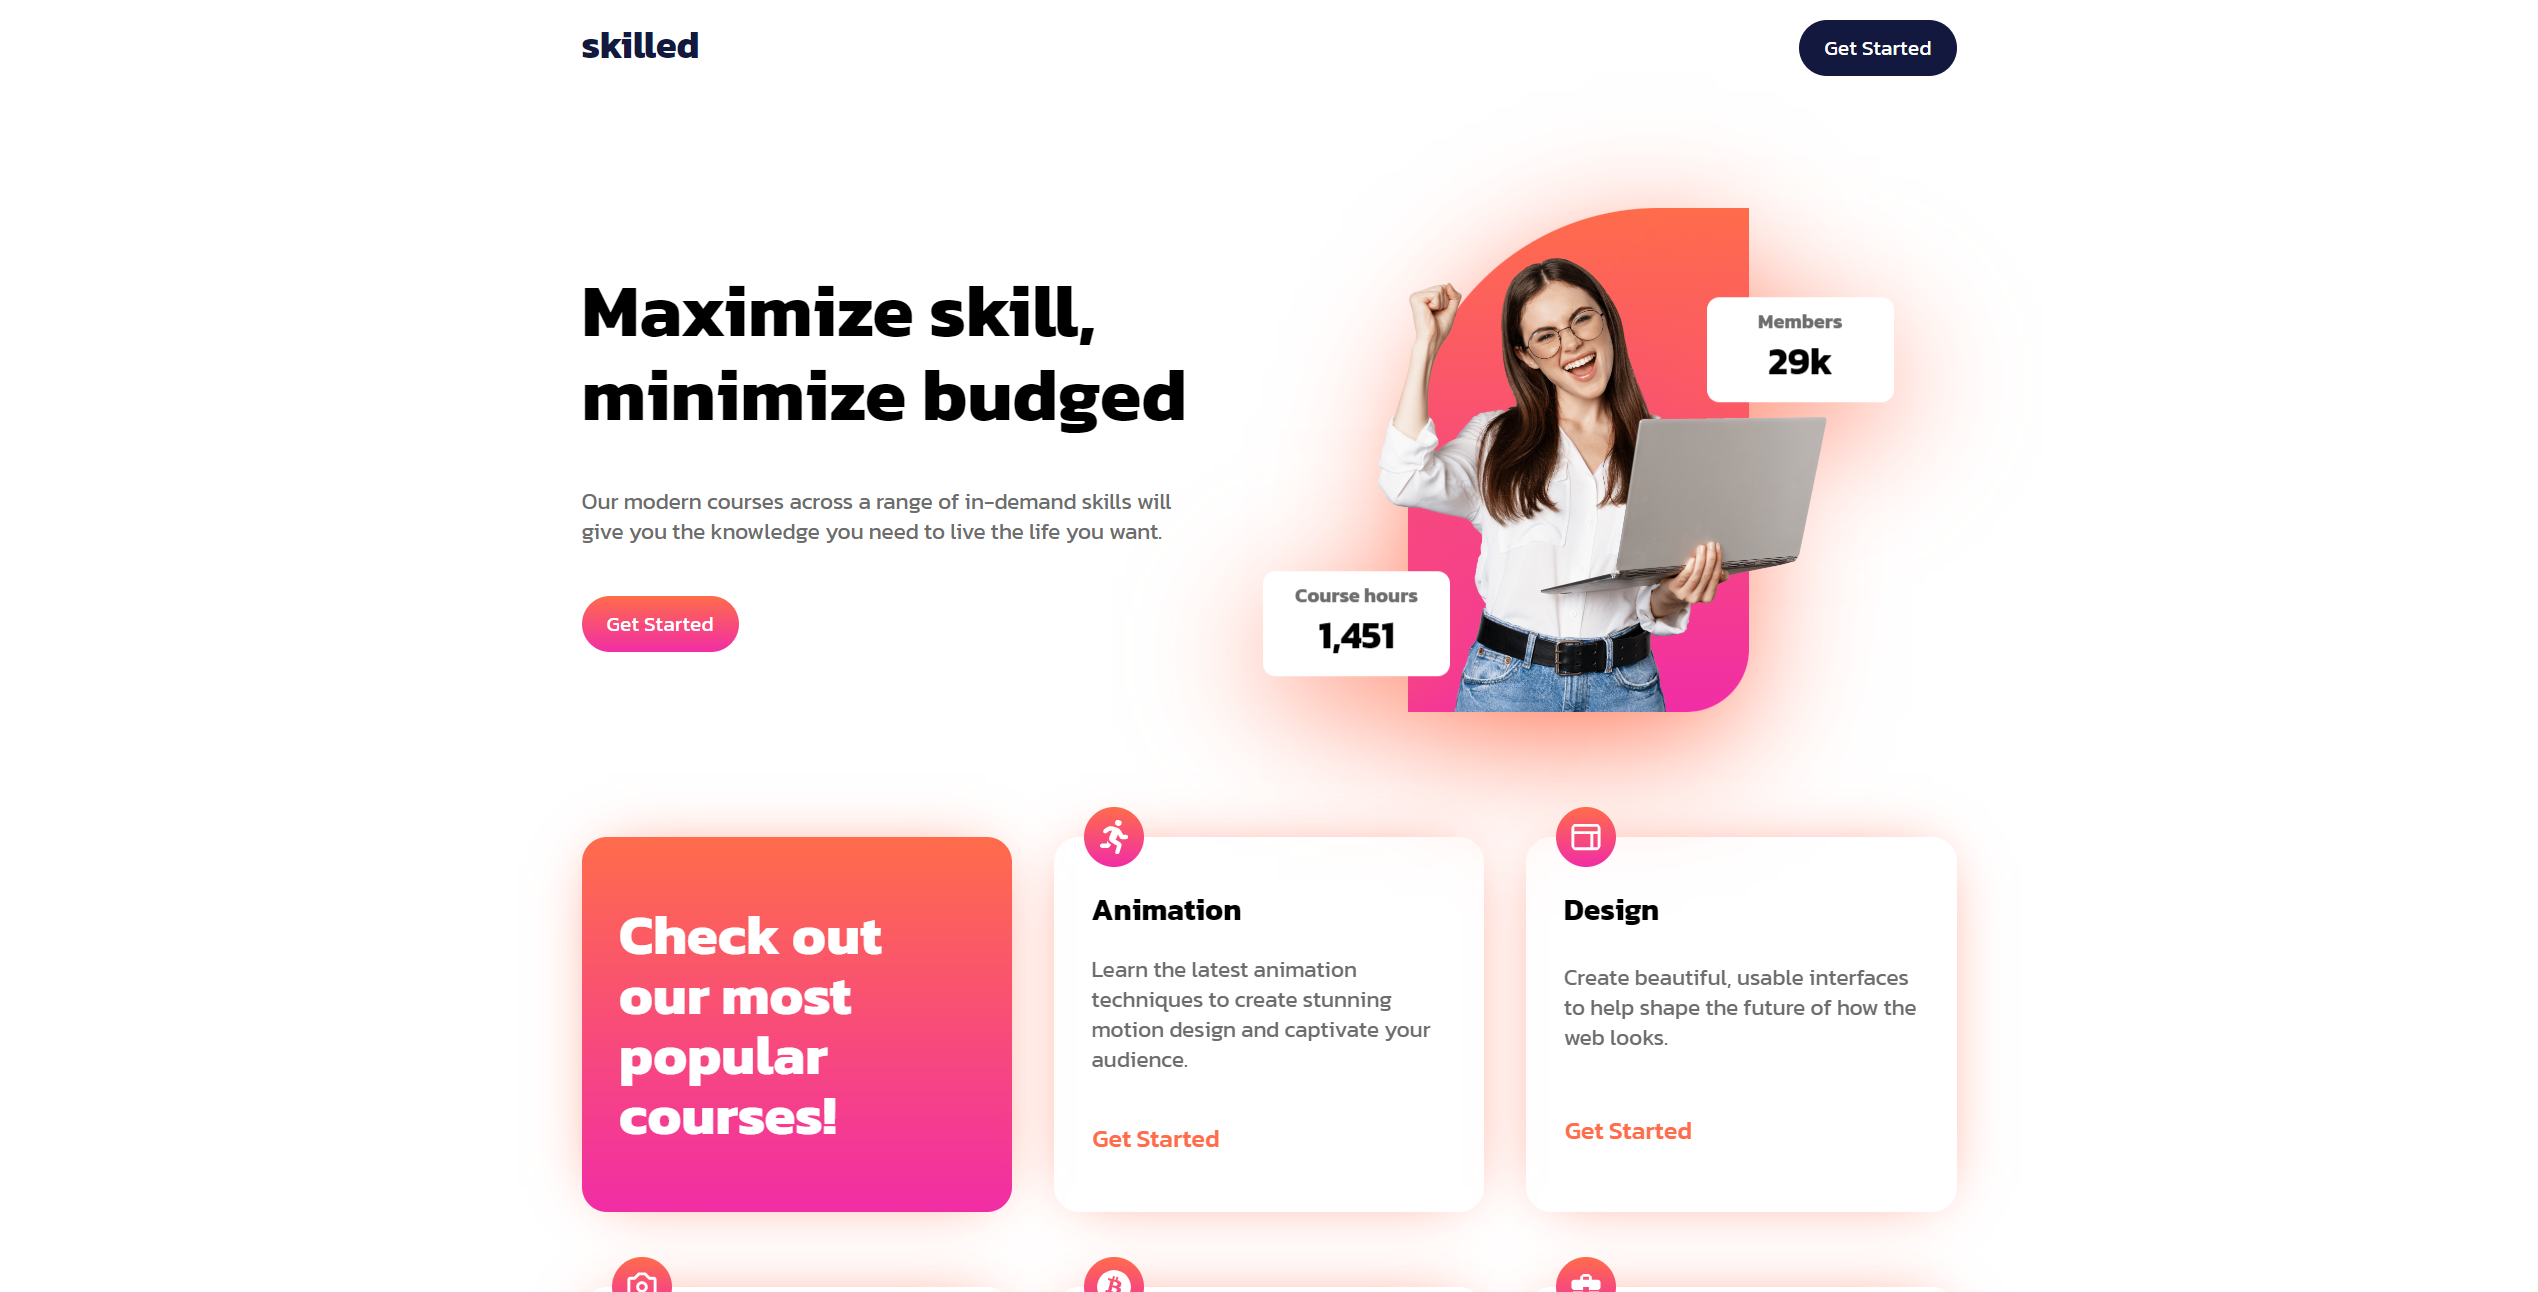 skilled
Get Started
Maximize skill,
minimize budged
Our modern courses across a range of in-demand skills will
give you the knowledge you need to live the life you want.
Get Started
Members
29k
Course hours
1,451
Check out
our most
popular
courses!
Animation
Learn the latest animation
techniques to create stunning
motion design and captivate your
audience.
Get Started
Design
Create beautiful, usable interfaces
to help shape the future of how the
web looks.
Get Started